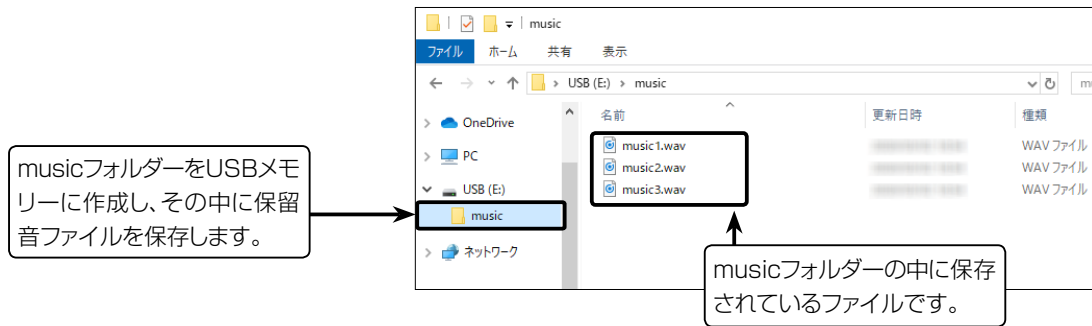 music
ファイル ホーム 共有 表示
USB (E:) › music
名前 更新日時 種類
OneDrive
PC
USB (E:)
music
ネットワーク
music1.wav WAV ファイル
music2.wav WAV ファイル
music3.wav WAV ファイル
musicフォルダーをUSBメモ
リーに作成し、その中に保留
音ファイルを保存します。
musicフォルダーの中に保存
されているファイルです。